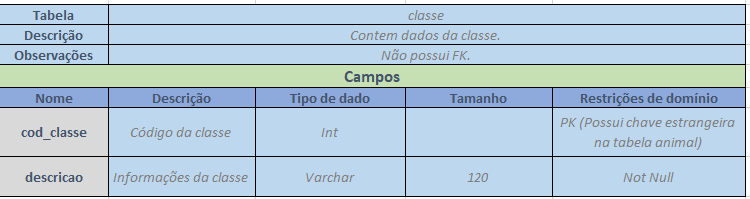 Tabela classe
Descrição Contem dados da classe.
Observações Não possui FK.
Campos
Nome Descrição Tipo de dado Tamanho Restrições de domínio
cod_classe Código da classe Int PK (Possui chave estrangeira
na tabela animal)
descricao Informações da classe Varchar 120 Not Null